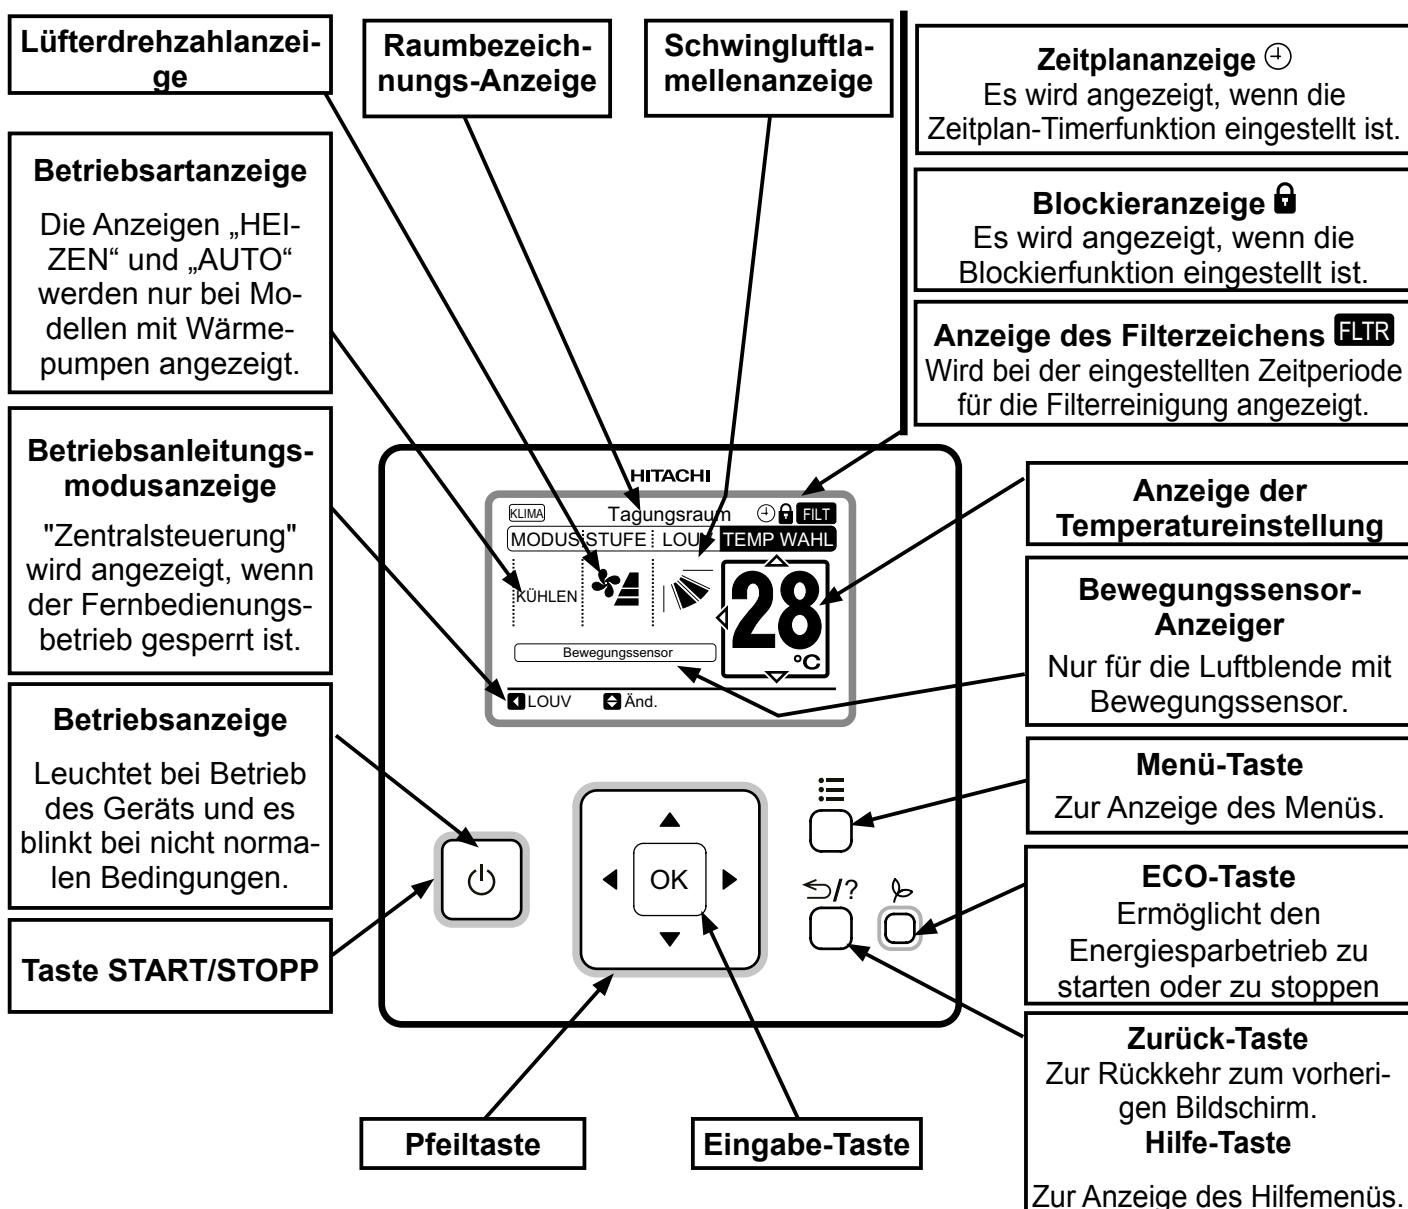 Lüfterdrehzahlanzei-
ge
Raumbezeich-
nungs-Anzeige
Schwingluftla-
mellenanzeige
Zeitplananzeige
Es wird angezeigt, wenn die
Zeitplan-Timerfunktion eingestellt ist.
Blockieranzeige
Es wird angezeigt, wenn die
Blockierfunktion eingestellt ist.
Anzeige des Filterzeichens FLTR
Wird bei der eingestellten Zeitperiode
für die Filterreinigung angezeigt.
Betriebsartanzeige
Die Anzeigen „HEI-
ZEN“ und „AUTO“
werden nur bei Mo-
dellen mit Wärme-
pumpen angezeigt.
Betriebsanleitungs-
modusanzeige
"Zentralsteuerung"
wird angezeigt, wenn
der Fernbedienungs-
betrieb gesperrt ist.
Betriebsanzeige
Leuchtet bei Betrieb
des Geräts und es
blinkt bei nicht norma-
len Bedingungen.
Taste START/STOPP
HITACHI
KLIMA Tagungsraum FILT
MODUS STUFE LOUV TEMP WAHL
KÜHLEN
28
°C
Bewegungssensor
LOUV Änd.
OK
/?
Anzeige der
Temperatureinstellung
Bewegungssensor-
Anzeiger
Nur für die Luftblende mit
Bewegungssensor.
Menü-Taste
Zur Anzeige des Menüs.
ECO-Taste
Ermöglicht den
Energiesparbetrieb zu
starten oder zu stoppen
Zurück-Taste
Zur Rückkehr zum vorheri-
gen Bildschirm.
Hilfe-Taste
Zur Anzeige des Hilfemenüs.
Pfeiltaste
Eingabe-Taste